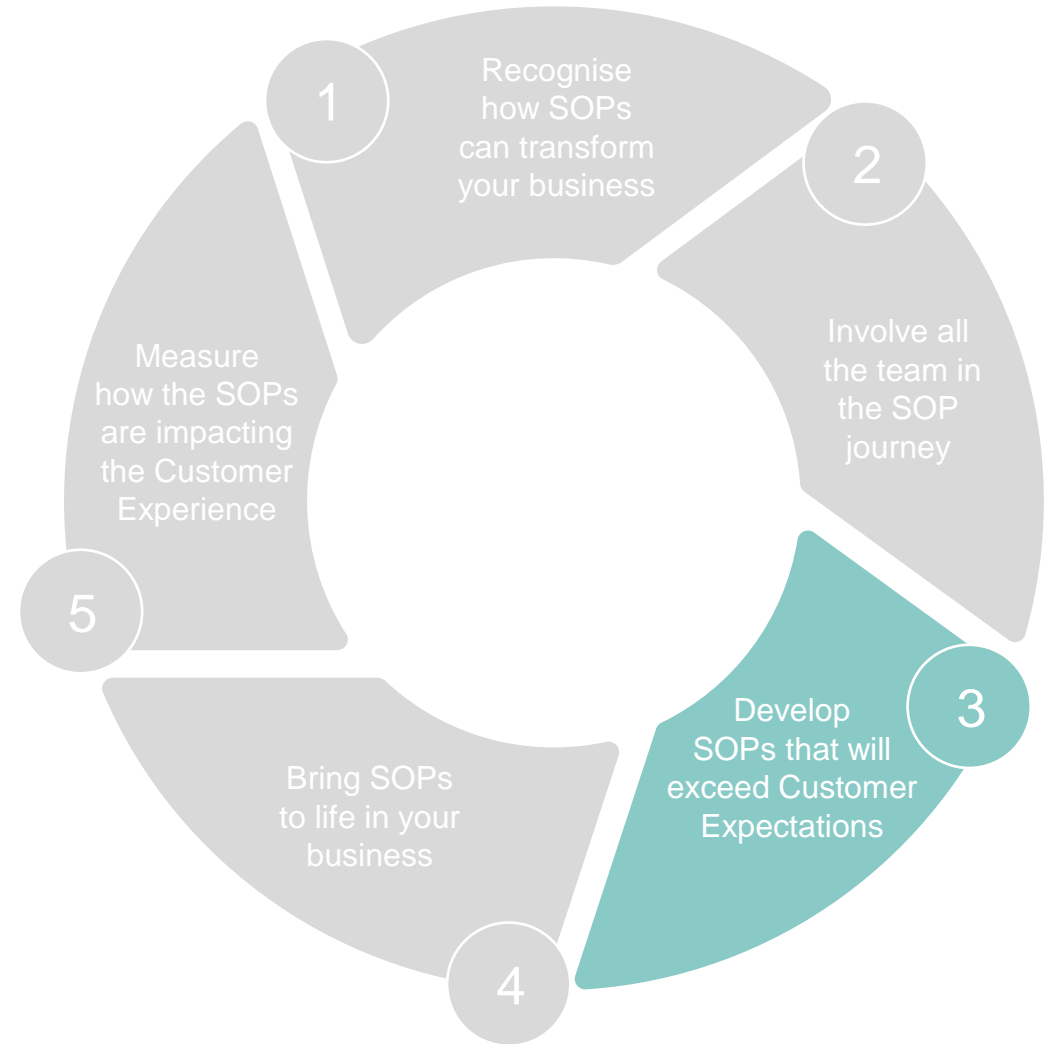 1
Recognise
how SOPs
can transform
your business
2
Involve all
the team in
the SOP
journey
3
Develop
SOPs that will
exceed Customer
Expectations
4
Bring SOPs
to life in your
business
5
Measure
how the SOPs
are impacting
the Customer
Experience